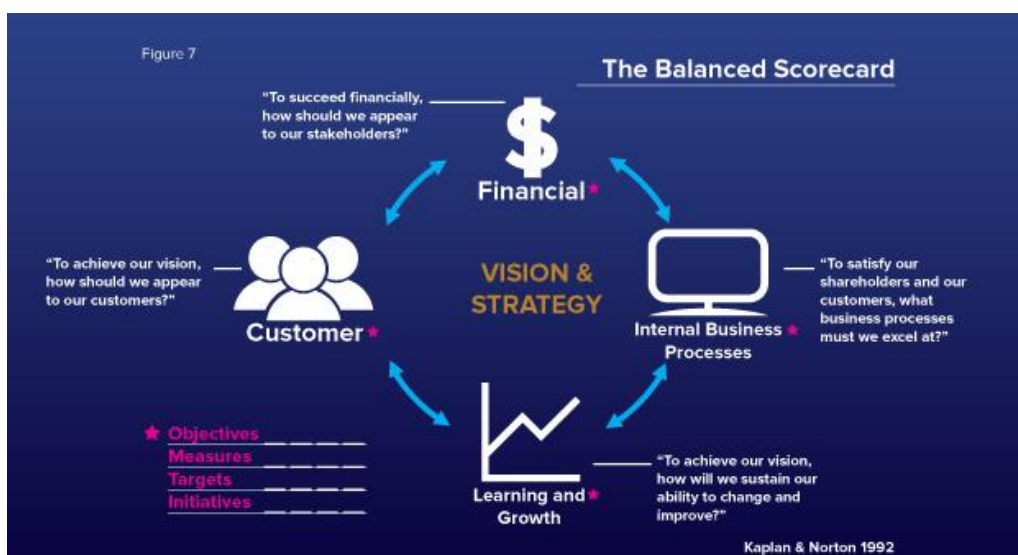 Figure 7
The Balanced Scorecard
“To succeed financially,
how should we appear
to our stakeholders?”
$
Financial
“To achieve our vision,
how should we appear
to our customers?”
Customer
VISION &
STRATEGY
Internal Business
Processes
“To satisfy our
shareholders and our
customers, what
business processes
must we excel at?”
Objectives
Measures
Targets
Initiatives
Learning and
Growth
“To achieve our vision,
how will we sustain our
ability to change and
improve?”
Kaplan & Norton 1992